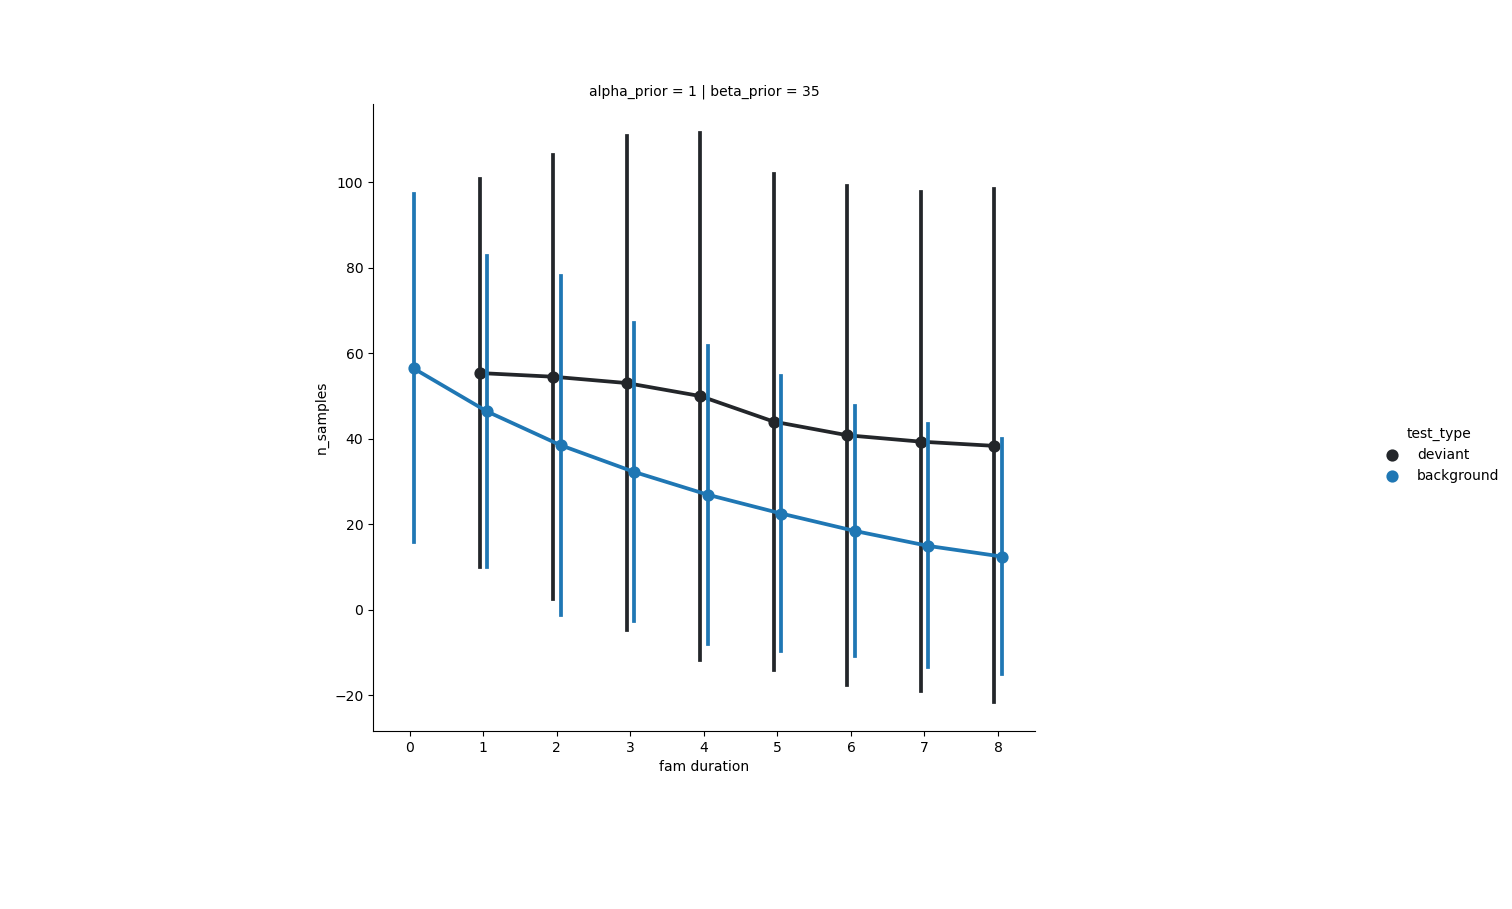 alpha_prior = 1 | beta_prior = 35
100
80
60
40
20
0
−20
n_samples
0 1 2 3 4 5 6 7 8
fam duration
test_type
deviant
background